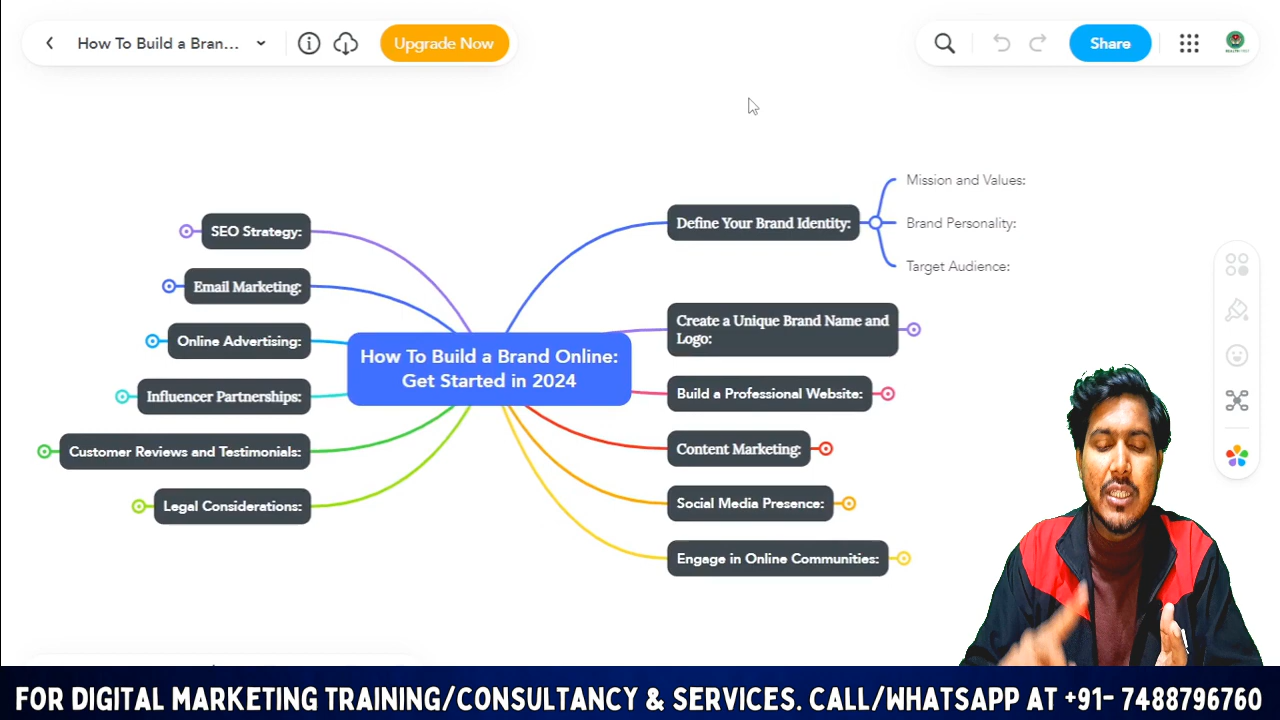 How To Build a Bran...
Upgrade Now
Share
How To Build a Brand Online:
Get Started in 2024
Define Your Brand Identity:
Mission and Values:
Brand Personality:
Target Audience:
Create a Unique Brand Name and
Logo:
Build a Professional Website:
Content Marketing:
Social Media Presence:
Engage in Online Communities:
SEO Strategy:
Email Marketing:
Online Advertising:
Influencer Partnerships:
Customer Reviews and Testimonials:
Legal Considerations:
FOR DIGITAL MARKETING TRAINING/CONSULTANCY & SERVICES. CALL/WHATSAPP AT +91- 7488796760